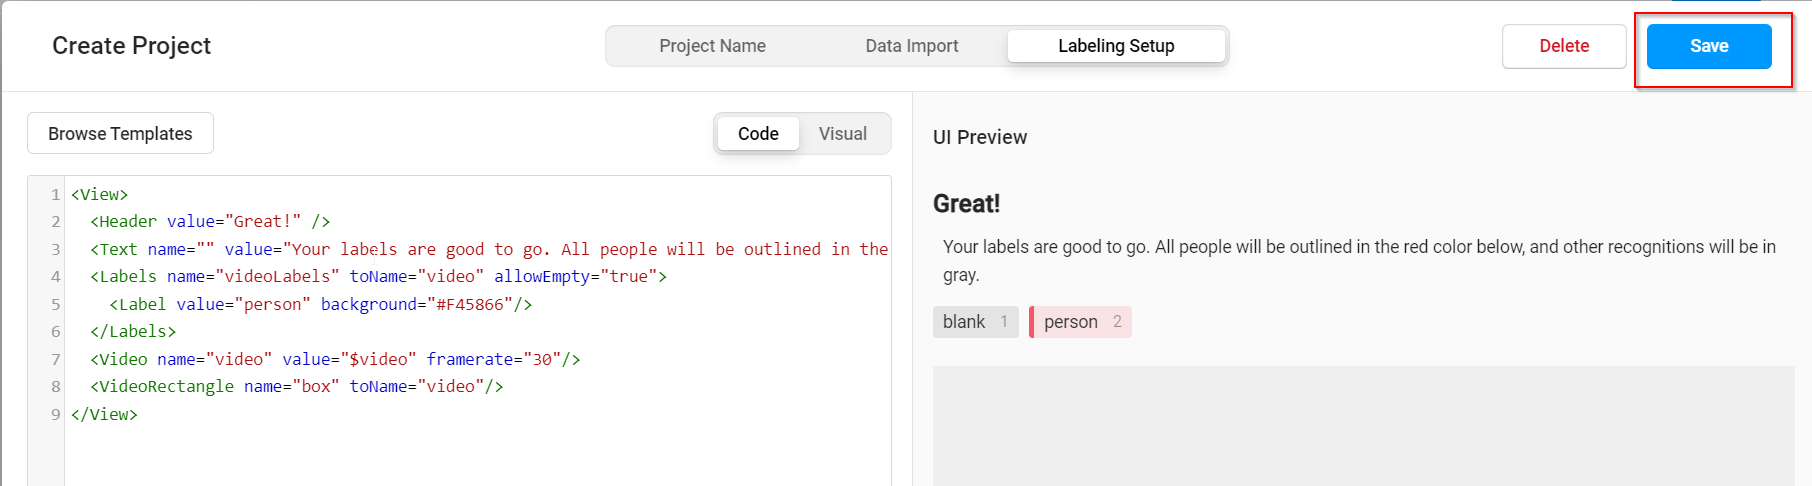 Create Project
Project Name
Data Import
Labeling Setup
Delete
Save
Browse Templates
Code
Visual
1 <View>
2 <Header value="Great!" />
3 <Text name="" value="Your labels are good to go. All people will be outlined in the
4 <Labels name="videoLabels" toName="video" allowEmpty="true">
5 <Label value="person" background="#F45866"/>
6 </Labels>
7 <Video name="video" value="$video" framerate="30"/>
8 <VideoRectangle name="box" toName="video"/>
9 </View>
UI Preview
Great!
Your labels are good to go. All people will be outlined in the red color below, and other recognitions will be in
gray.
blank 1
person 2